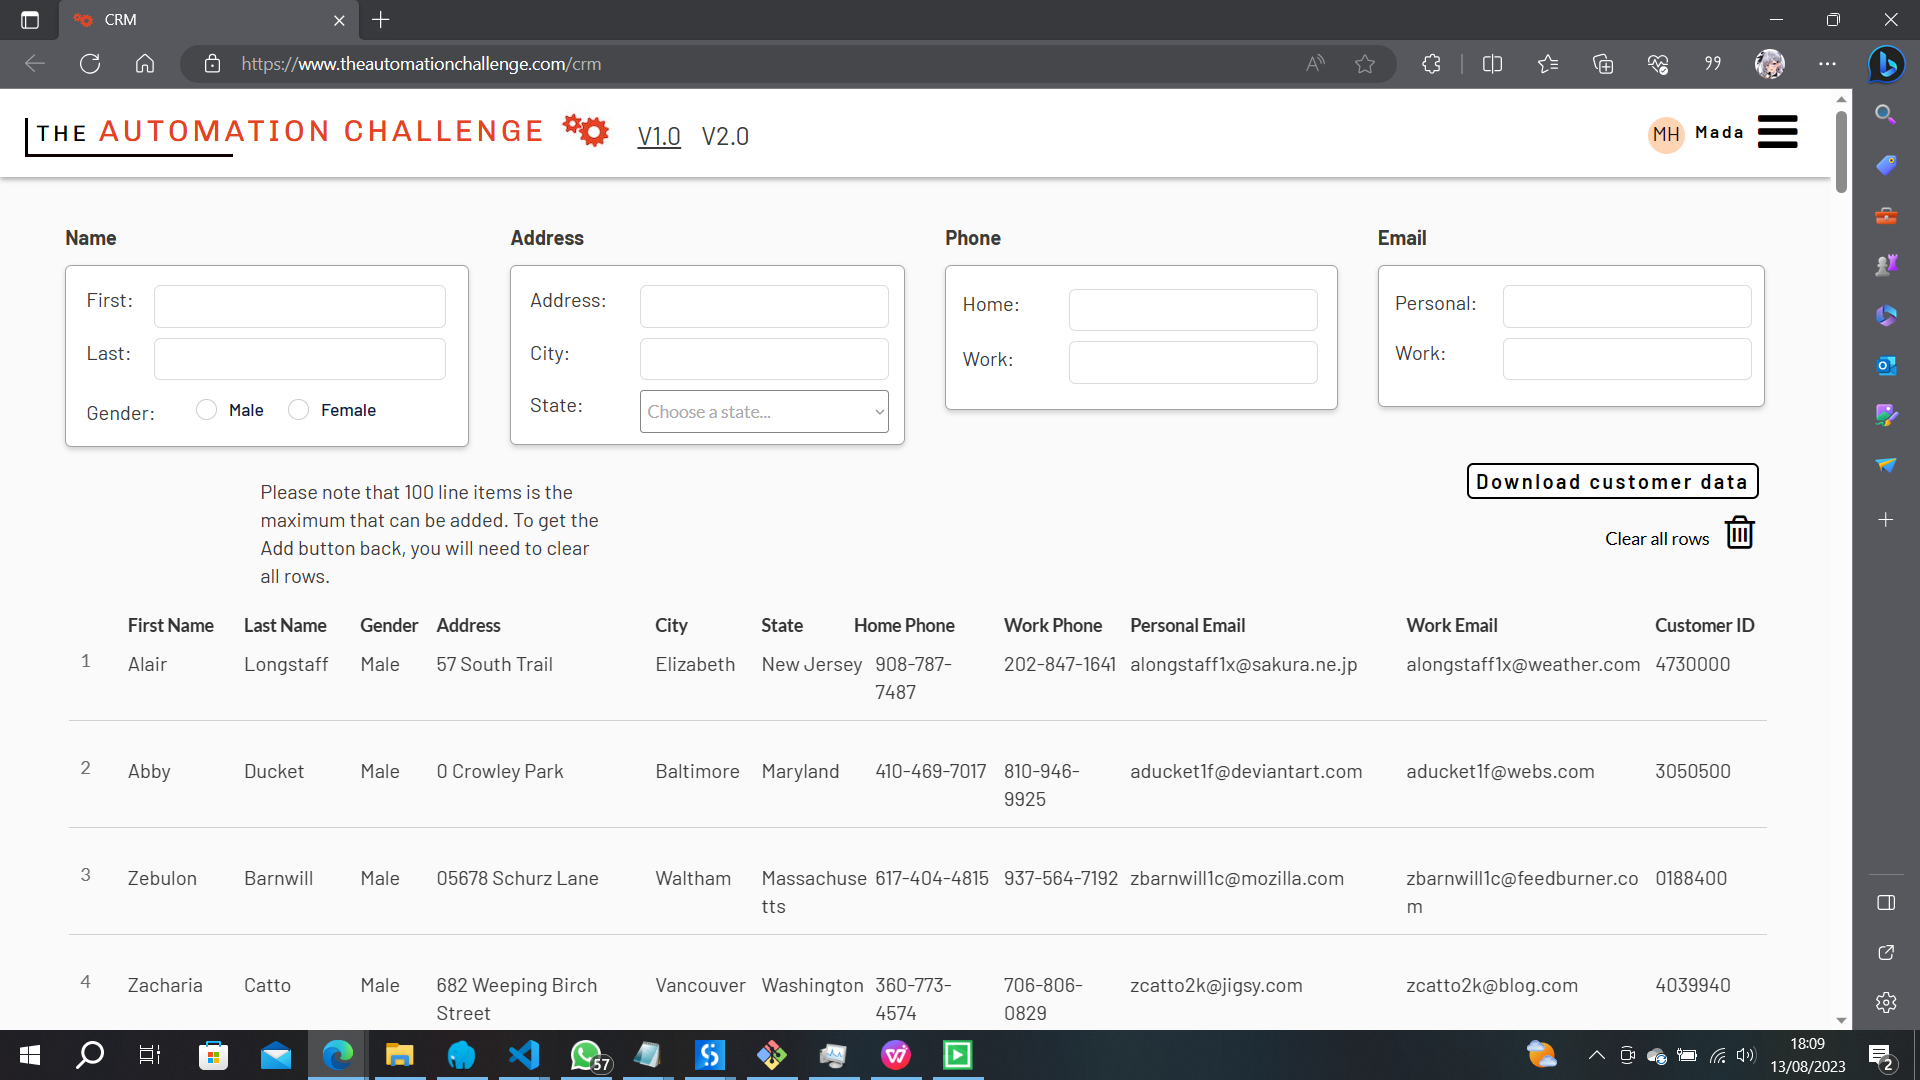 CRM
https://www.theautomationchallenge.com/crm
THE AUTOMATION CHALLENGE V1.0 V2.0 MH Mada
Name Address Phone Email
First: Address: Home: Personal:
Last: City: Work: Work:
Gender: Male Female State: Choose a state...
Please note that 100 line items is the
maximum that can be added. To get the
Add button back, you will need to clear
all rows.
Download customer data
Clear all rows
First Name Last Name Gender Address City State Home Phone Work Phone Personal Email Work Email Customer ID
1 Alair Longstaff Male 57 South Trail Elizabeth New Jersey 908-787- 202-847-1641 alongstaff1x@sakura.ne.jp alongstaff1x@weather.com 4730000
7487
2 Abby Ducket Male 0 Crowley Park Baltimore Maryland 410-469-7017 810-946- aducket1f@deviantart.com aducket1f@webs.com 3050500
9925
3 Zebulon Barnwill Male 05678 Schurz Lane Waltham Massachuse 617-404-4815 937-564-7192 zbarnwill1c@mozilla.com zbarnwill1c@feedburner.co 0188400
tts m
4 Zacharia Catto Male 682 Weeping Birch Vancouver Washington 360-773- 706-806- zcatto2k@jigsy.com zcatto2k@blog.com 4039940
Street 4574 0829
57
18:09
13/08/2023
2